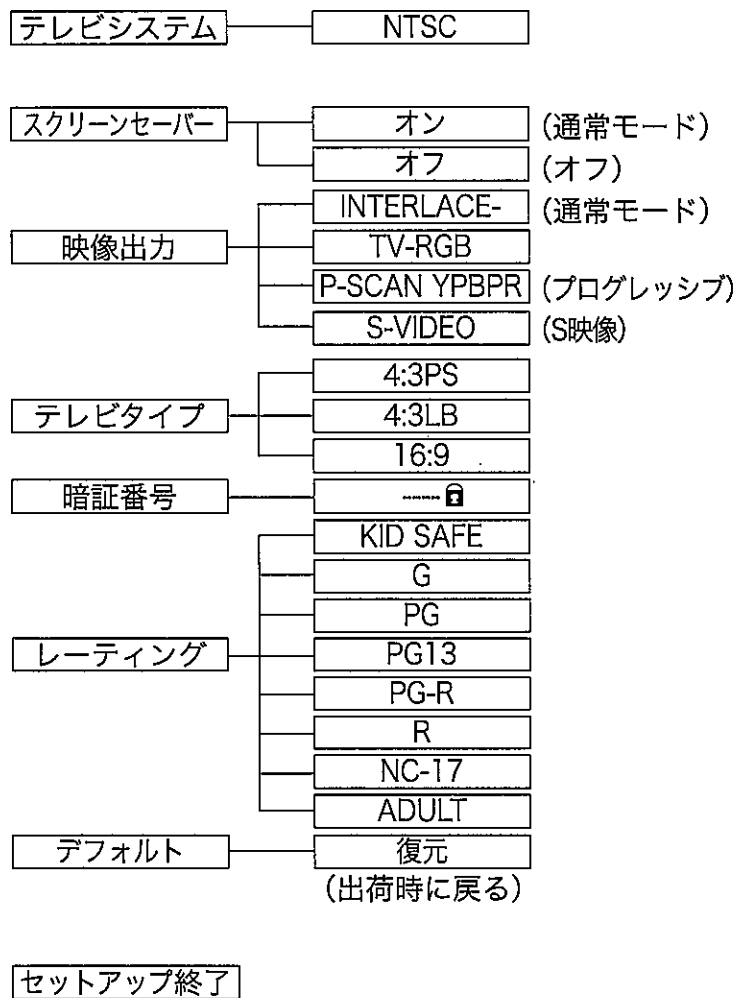 テレビシステム NTSC
スクリーンセーバー オン (通常モード)
オフ (オフ)
映像出力 INTERLACE- (通常モード)
TV-RGB
P-SCAN YPBPR (プログレッシブ)
S-VIDEO (S映像)
テレビタイプ 4:3PS
4:3LB
16:9
暗証番号 ------
レーティング KID SAFE
G
PG
PG13
PG-R
R
NC-17
ADULT
デフォルト 復元
(出荷時に戻る)
セットアップ終了